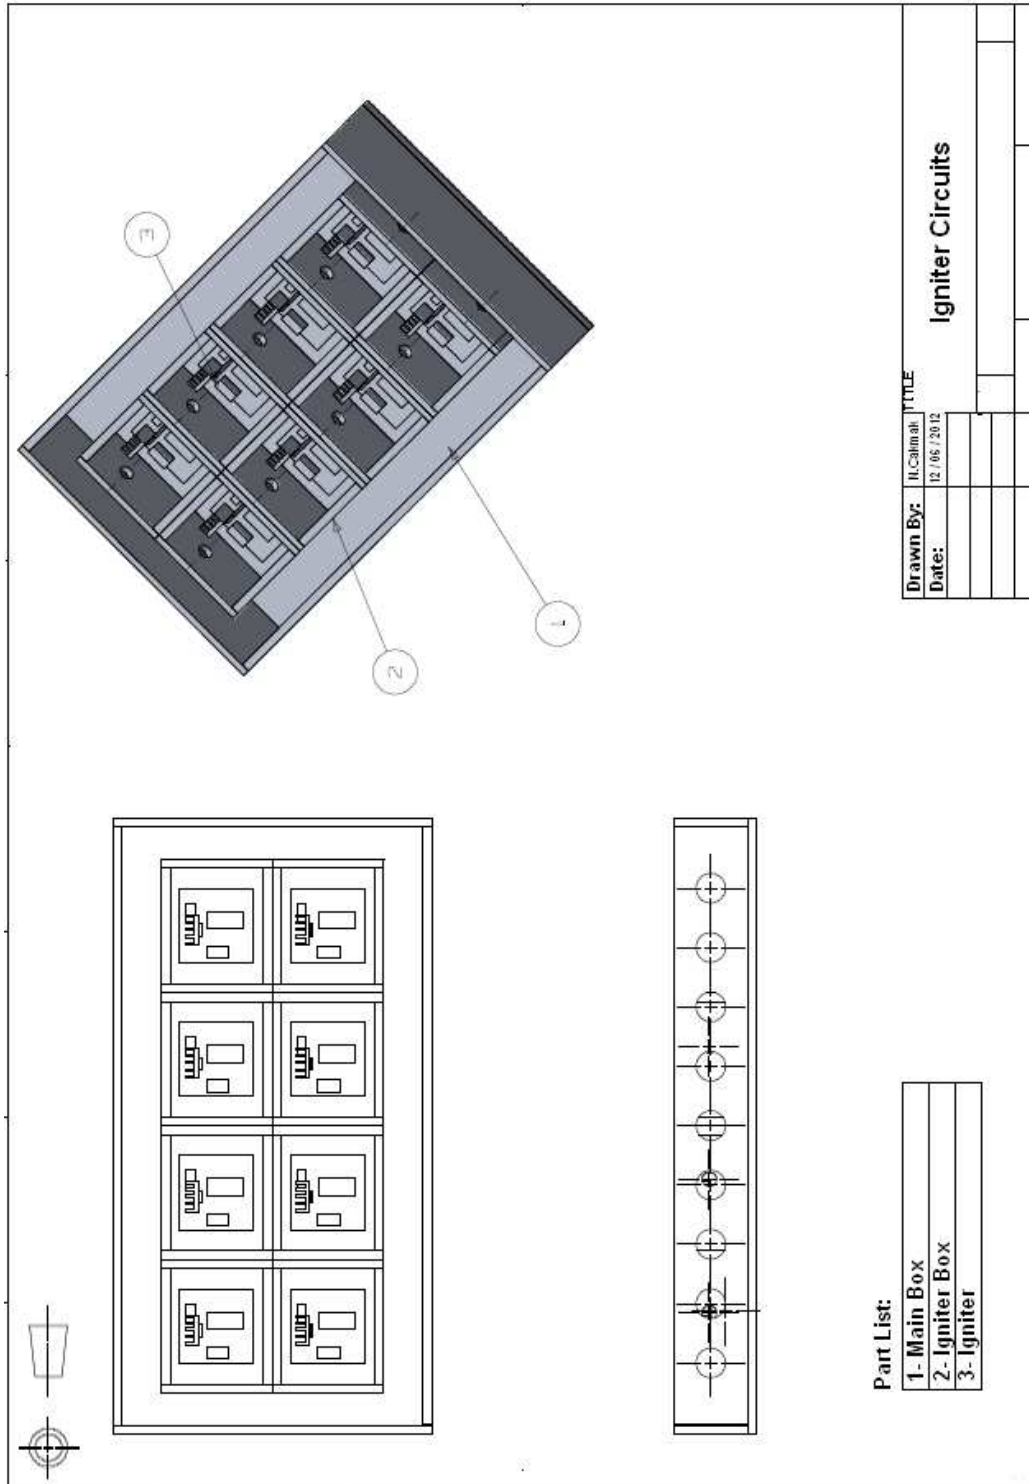 3
2
1
Part List:
1- Main Box
2- Igniter Box
3- Igniter
Drawn By: N.Cakmak TITLE
Date: 12 / 06 / 2012
Igniter Circuits